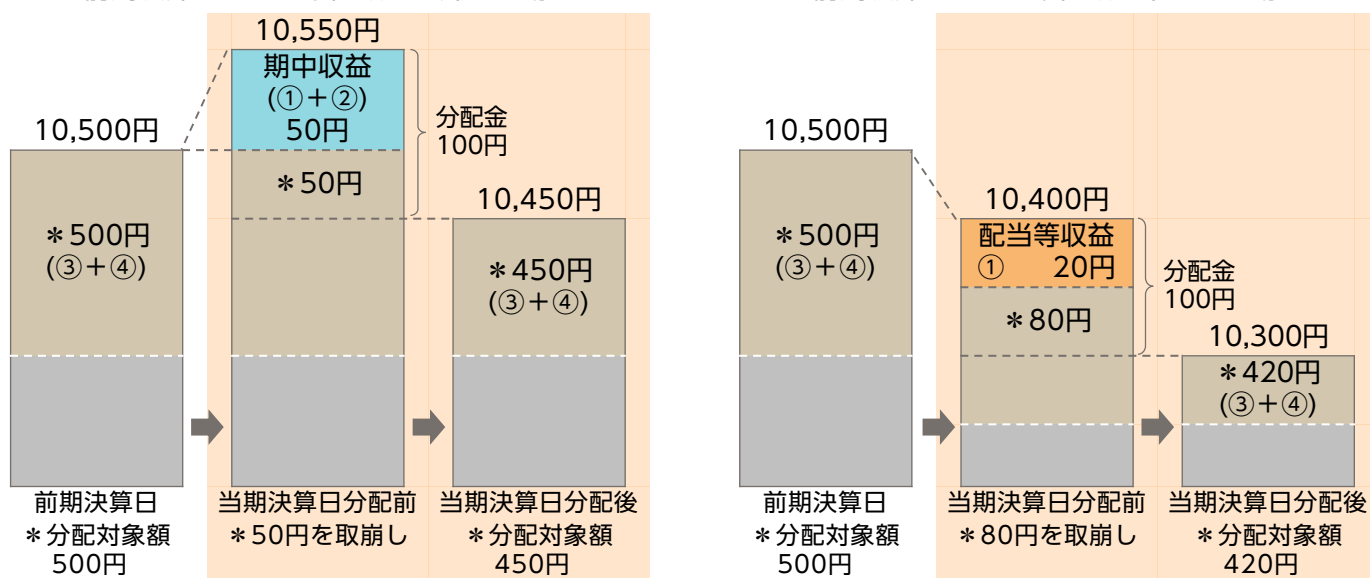 10,550円
期中収益
(①＋②)
50円
分配金
100円
10,500円
＊50円
10,450円
＊500円
(③＋④)
＊450円
(③＋④)
前期決算日
＊分配対象額
500円
当期決算日分配前
＊50円を取崩し
当期決算日分配後
＊分配対象額
450円
10,500円
10,400円
＊500円
(③＋④)
配当等収益
① 20円
分配金
100円
＊80円
10,300円
＊420円
(③＋④)
前期決算日
＊分配対象額
500円
当期決算日分配前
＊80円を取崩し
当期決算日分配後
＊分配対象額
420円